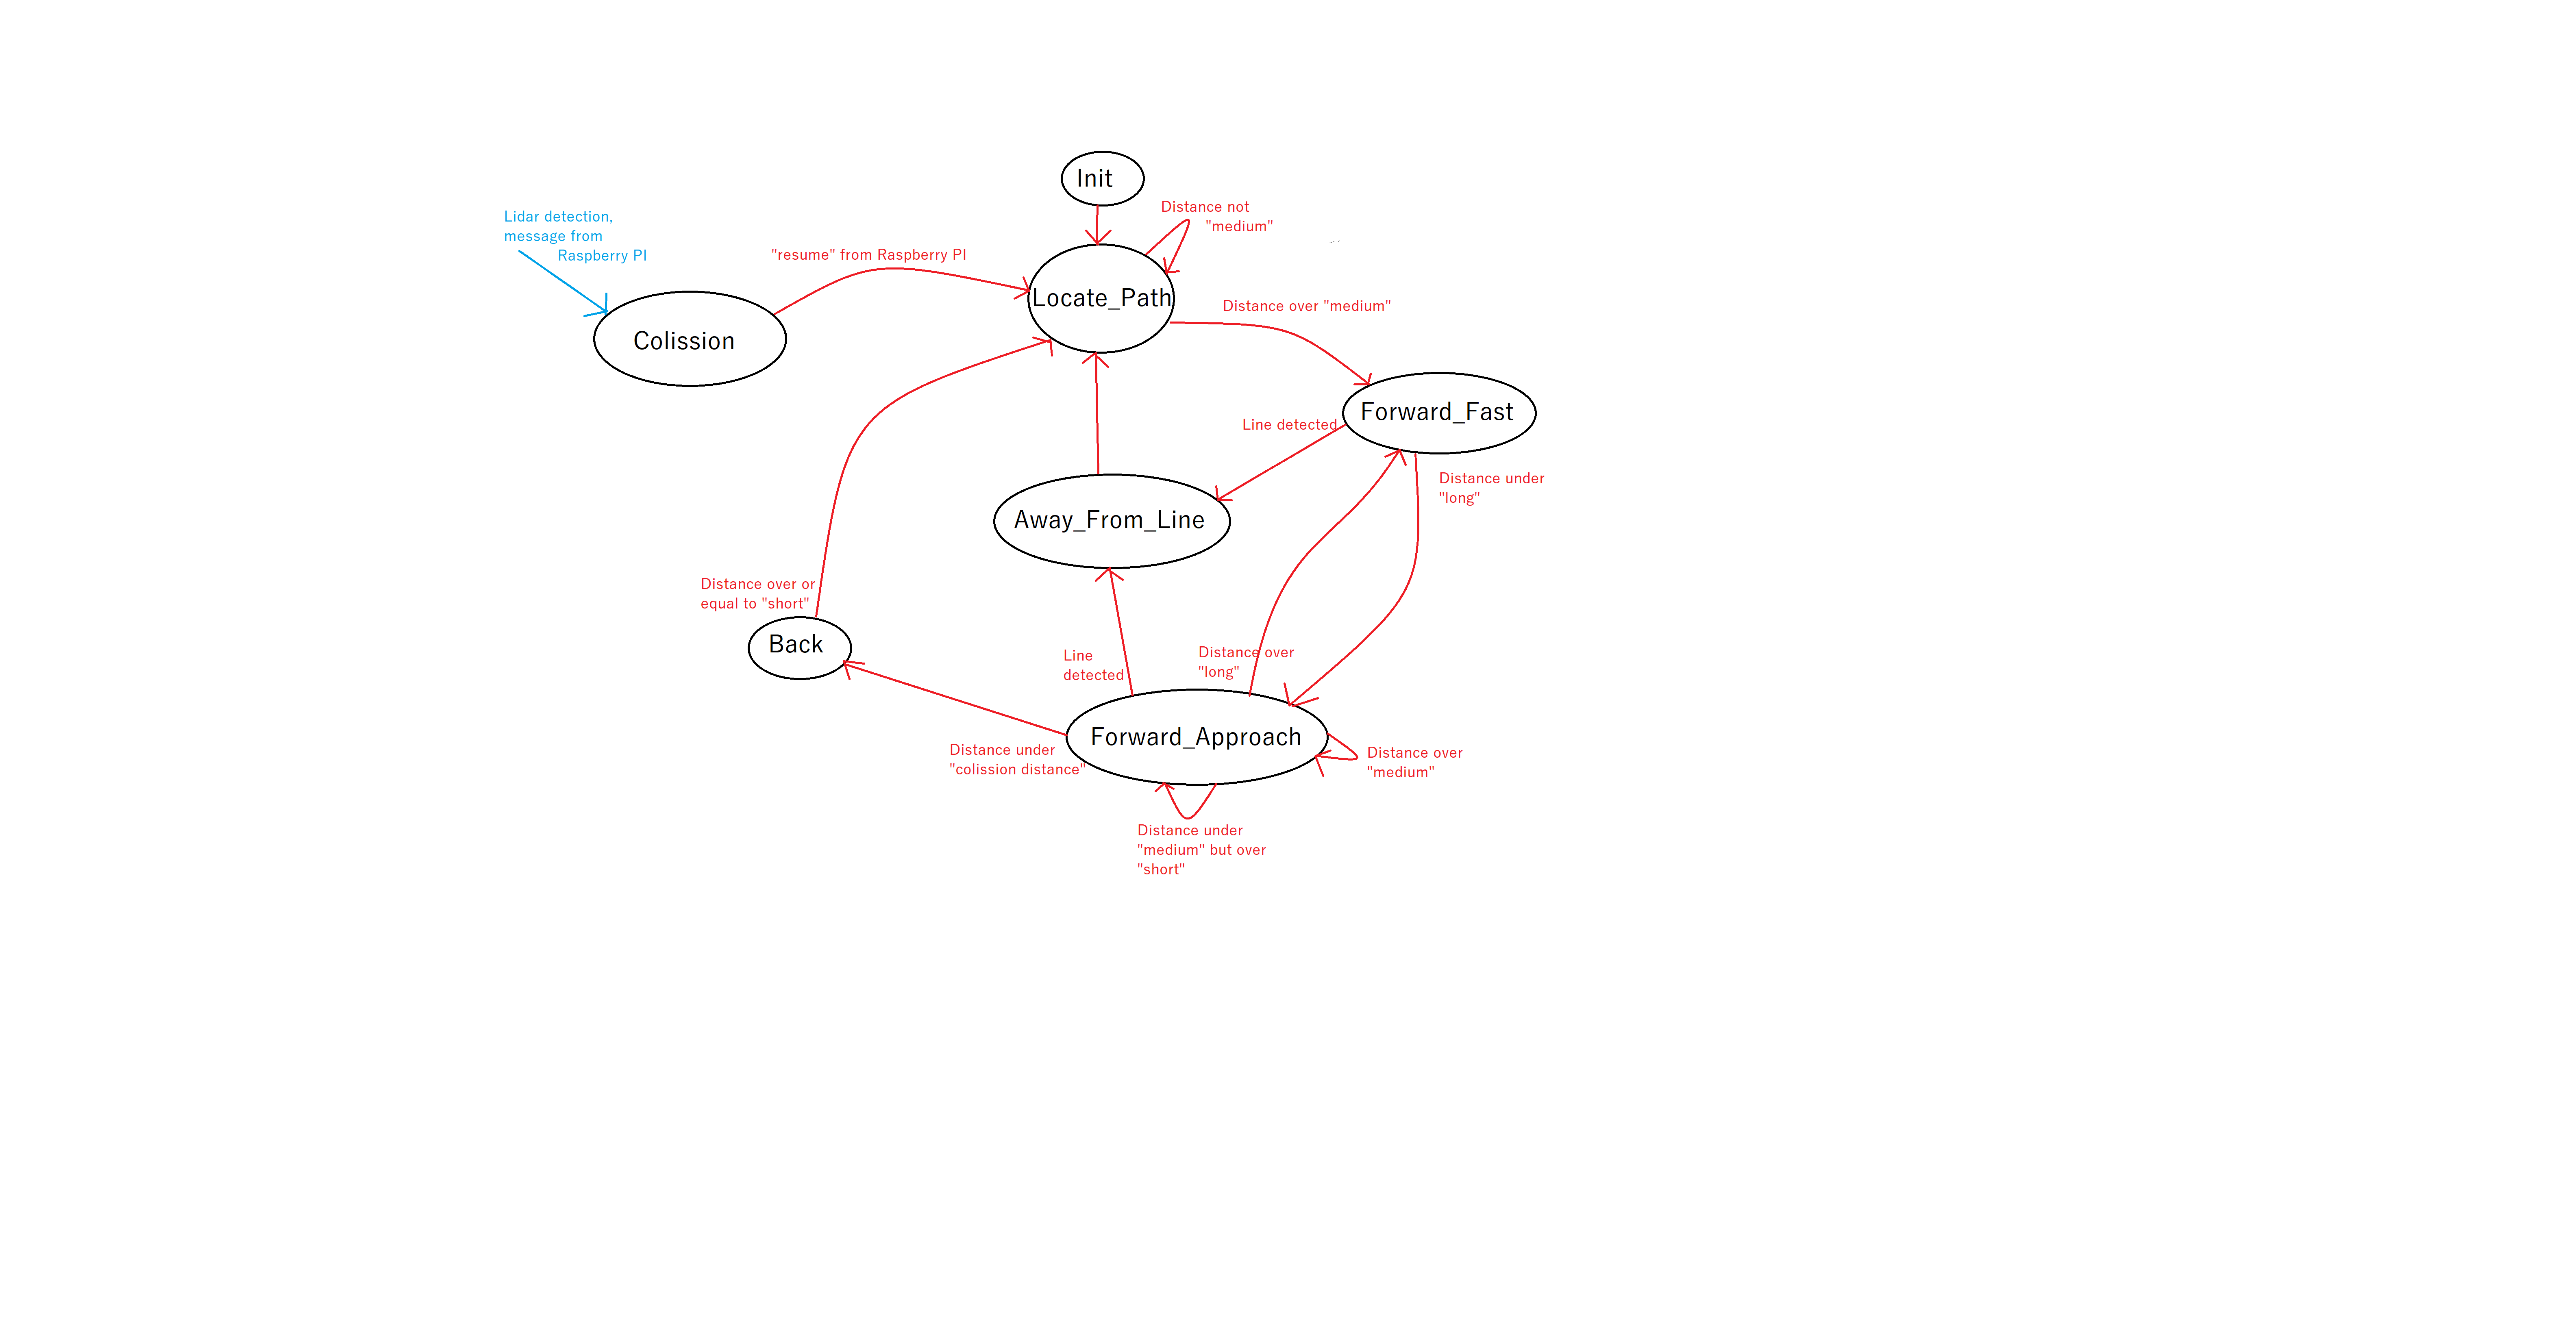 Init
Distance not
"medium"
Lidar detection,
message from
Raspberry PI
"resume" from Raspberry PI
Locate_Path
Distance over "medium"
Colission
Forward_Fast
Line detected
Distance under
"long"
Away_From_Line
Distance over or
equal to "short"
Back
Line
detected
Distance over
"long"
Forward_Approach
Distance under
"colission distance"
Distance over
"medium"
Distance under
"medium" but over
"short"